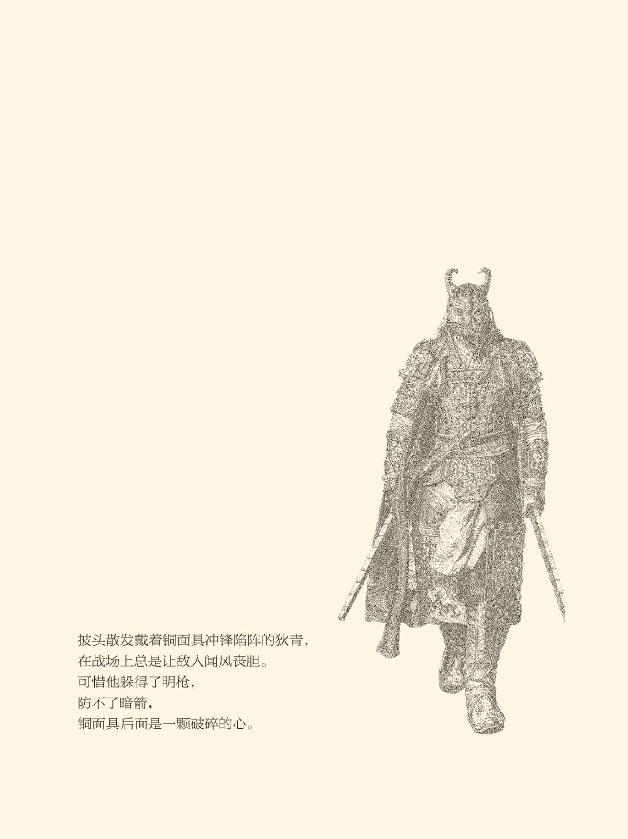 披头散发戴着铜面具冲锋陷阵的狄青，
在战场上总是让敌人闻风丧胆。
可惜他躲得了明枪，
防不了暗箭，
铜面具后面是一颗破碎的心。